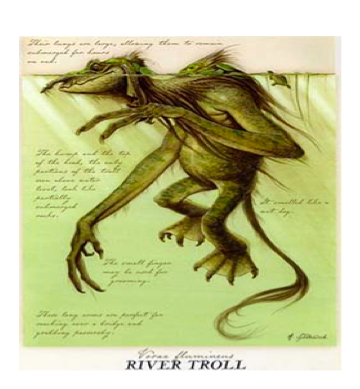 Their lungs are large, allowing them to remain
submerged for hours
on end.
The hump and the top
of the head, the only
portions of the troll
seen above water
level, look like
partially
submerged
rocks.
It smelled like a
wet dog.
The small finger
may be used for
grooming.
These long arms are perfect for
reaching over a bridge and
grabbing passersby.
Vorax fluminens
RIVER TROLL